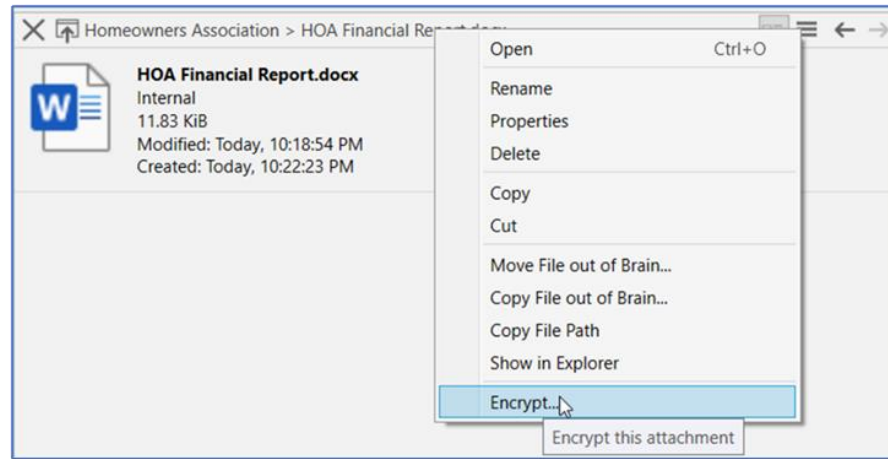 Homeowners Association > HOA Financial Report.docx
HOA Financial Report.docx
Internal
11.83 KiB
Modified: Today, 10:18:54 PM
Created: Today, 10:22:23 PM
Open Ctrl+O
Rename
Properties
Delete
Copy
Cut
Move File out of Brain...
Copy File out of Brain...
Copy File Path
Show in Explorer
Encrypt...
Encrypt this attachment
W